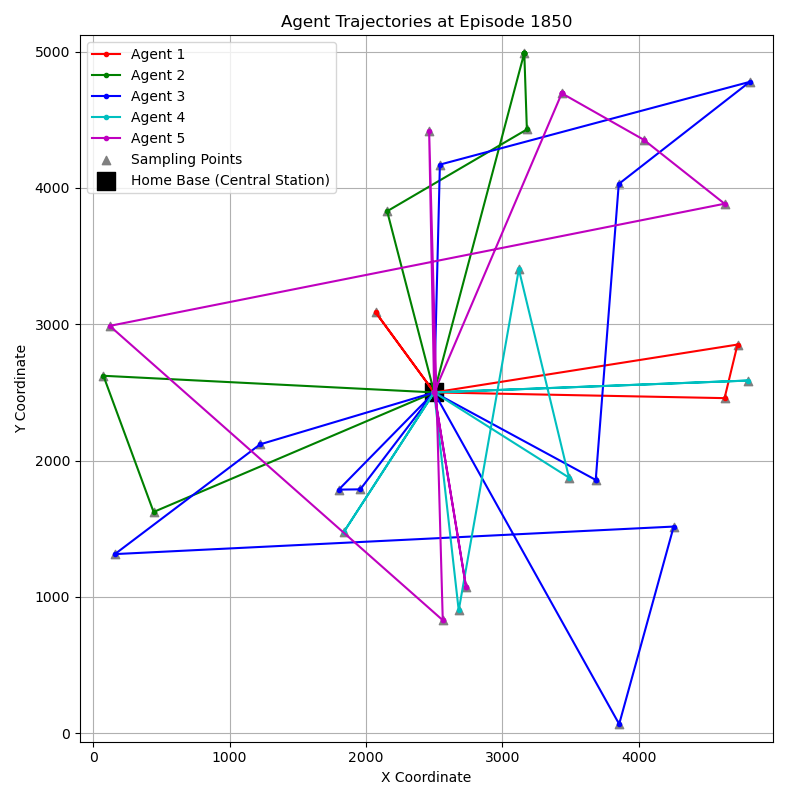 Agent Trajectories at Episode 1850
Agent 1
Agent 2
Agent 3
Agent 4
Agent 5
Sampling Points
Home Base (Central Station)
5000
4000
3000
2000
1000
0
Y Coordinate
0 1000 2000 3000 4000
X Coordinate